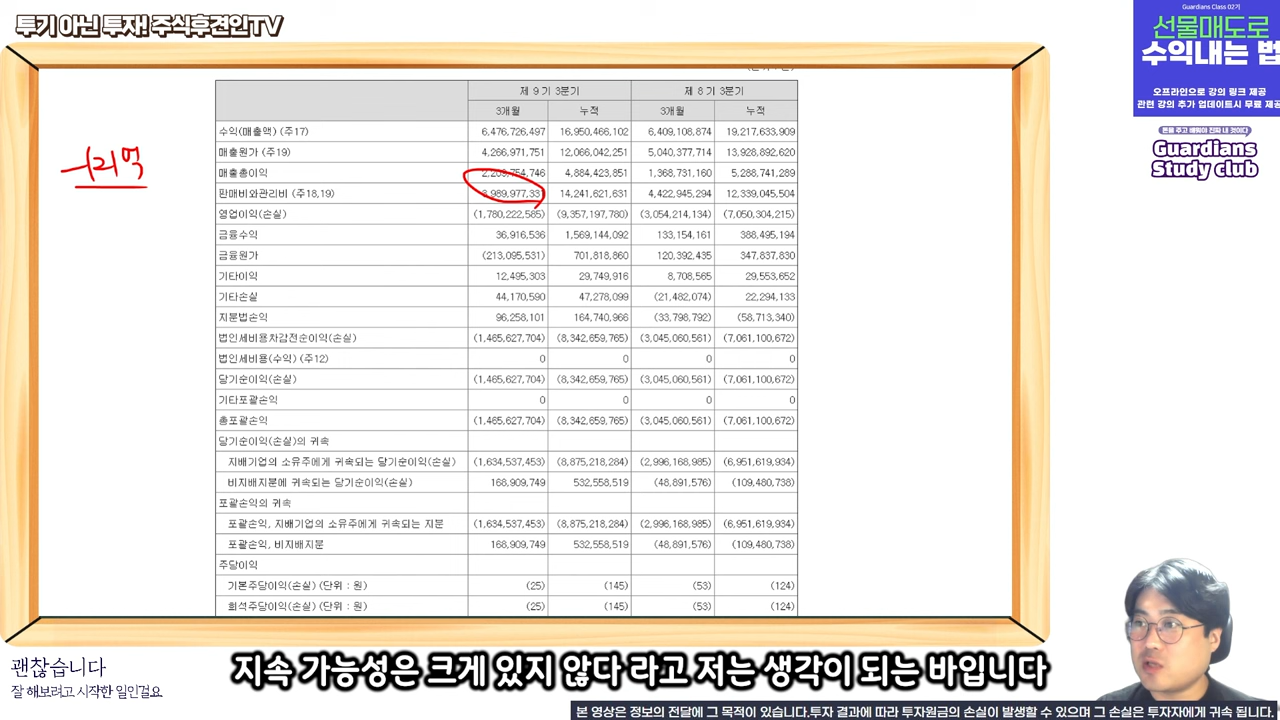 투기 아닌 투자! 주식후견인TV
Guardians Class 02기
선물매도로
수익내는 법
오프라인으로 강의 링크 제공
관련 강의 추가 업데이트시 무료 제공
돈을 주고 배워야 진짜 내 것이다
Guardians
Study club
억
제 9 기 3분기 제 8 기 3분기
3개월 누적 3개월 누적
수익(매출액) (주17) 6,476,726,497 16,950,466,102 6,409,108,874 19,217,633,909
매출원가 (주19) 4,266,971,751 12,066,042,251 5,040,377,714 13,928,892,620
매출총이익 2,209,754,746 4,884,423,851 1,368,731,160 5,288,741,289
판매비와관리비 (주18,19) 3,989,977,331 14,241,621,631 4,422,945,294 12,339,045,504
영업이익(손실) (1,780,222,585) (9,357,197,780) (3,054,214,134) (7,050,304,215)
금융수익 36,916,536 1,569,144,092 133,154,161 388,495,194
금융원가 (213,095,531) 701,818,860 120,392,435 347,837,830
기타이익 12,495,303 29,749,916 8,708,565 29,553,652
기타손실 44,170,590 47,278,099 (21,482,074) 22,294,133
지분법손익 96,258,101 164,740,966 (33,798,792) (58,713,340)
법인세비용차감전순이익(손실) (1,465,627,704) (8,342,659,765) (3,045,060,561) (7,061,100,672)
법인세비용(수익) (주12) 0 0 0 0
당기순이익(손실) (1,465,627,704) (8,342,659,765) (3,045,060,561) (7,061,100,672)
기타포괄손익 0 0 0 0
총포괄손익 (1,465,627,704) (8,342,659,765) (3,045,060,561) (7,061,100,672)
당기순이익(손실)의 귀속
지배기업의 소유주에게 귀속되는 당기순이익(손실) (1,634,537,453) (8,875,218,284) (2,996,168,985) (6,951,619,934)
비지배지분에 귀속되는 당기순이익(손실) 168,909,749 532,558,519 (48,891,576) (109,480,738)
포괄손익의 귀속
포괄손익, 지배기업의 소유주에게 귀속되는 지분 (1,634,537,453) (8,875,218,284) (2,996,168,985) (6,951,619,934)
포괄손익, 비지배지분 168,909,749 532,558,519 (48,891,576) (109,480,738)
주당이익
기본주당이익(손실) (단위 : 원) (25) (145) (53) (124)
희석주당이익(손실) (단위 : 원) (25) (145) (53) (124)
괜찮습니다
잘 해보려고 시작한 일인걸요
지속 가능성은 크게 있지 않다 라고 저는 생각이 되는 바입니다
본 영상은 정보의 전달에 그 목적이 있습니다.투자 결과에 따라 투자원금의 손실이 발생할 수 있으며 그 손실은 투자자에게 귀속 됩니다.